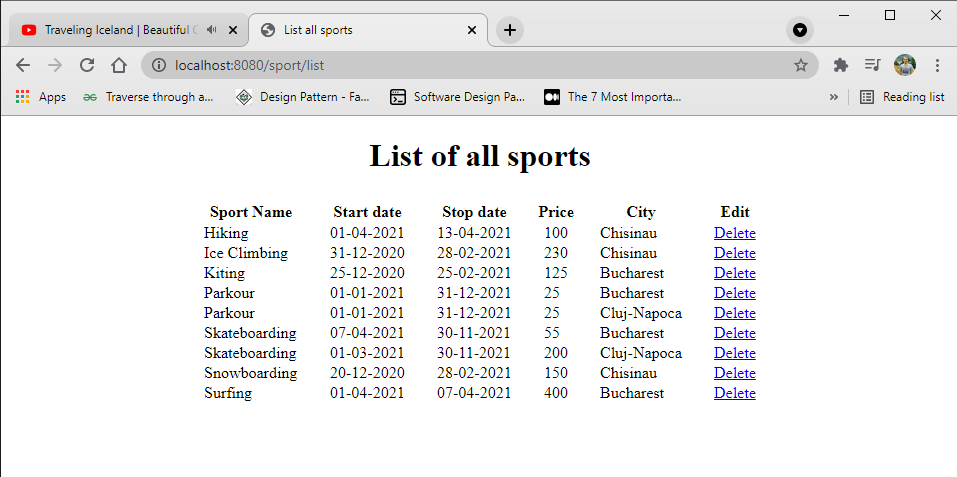 Traveling Iceland | Beautiful
List all sports
localhost:8080/sport/list
Apps Traverse through a... Design Pattern - Fa... Software Design Pa... The 7 Most Importa... » Reading list
List of all sports
Sport Name Start date Stop date Price City Edit
Hiking 01-04-2021 13-04-2021 100 Chisinau Delete
Ice Climbing 31-12-2020 28-02-2021 230 Chisinau Delete
Kiting 25-12-2020 25-02-2021 125 Bucharest Delete
Parkour 01-01-2021 31-12-2021 25 Bucharest Delete
Parkour 01-01-2021 31-12-2021 25 Cluj-Napoca Delete
Skateboarding 07-04-2021 30-11-2021 55 Bucharest Delete
Skateboarding 01-03-2021 30-11-2021 200 Cluj-Napoca Delete
Snowboarding 20-12-2020 28-02-2021 150 Chisinau Delete
Surfing 01-04-2021 07-04-2021 400 Bucharest Delete